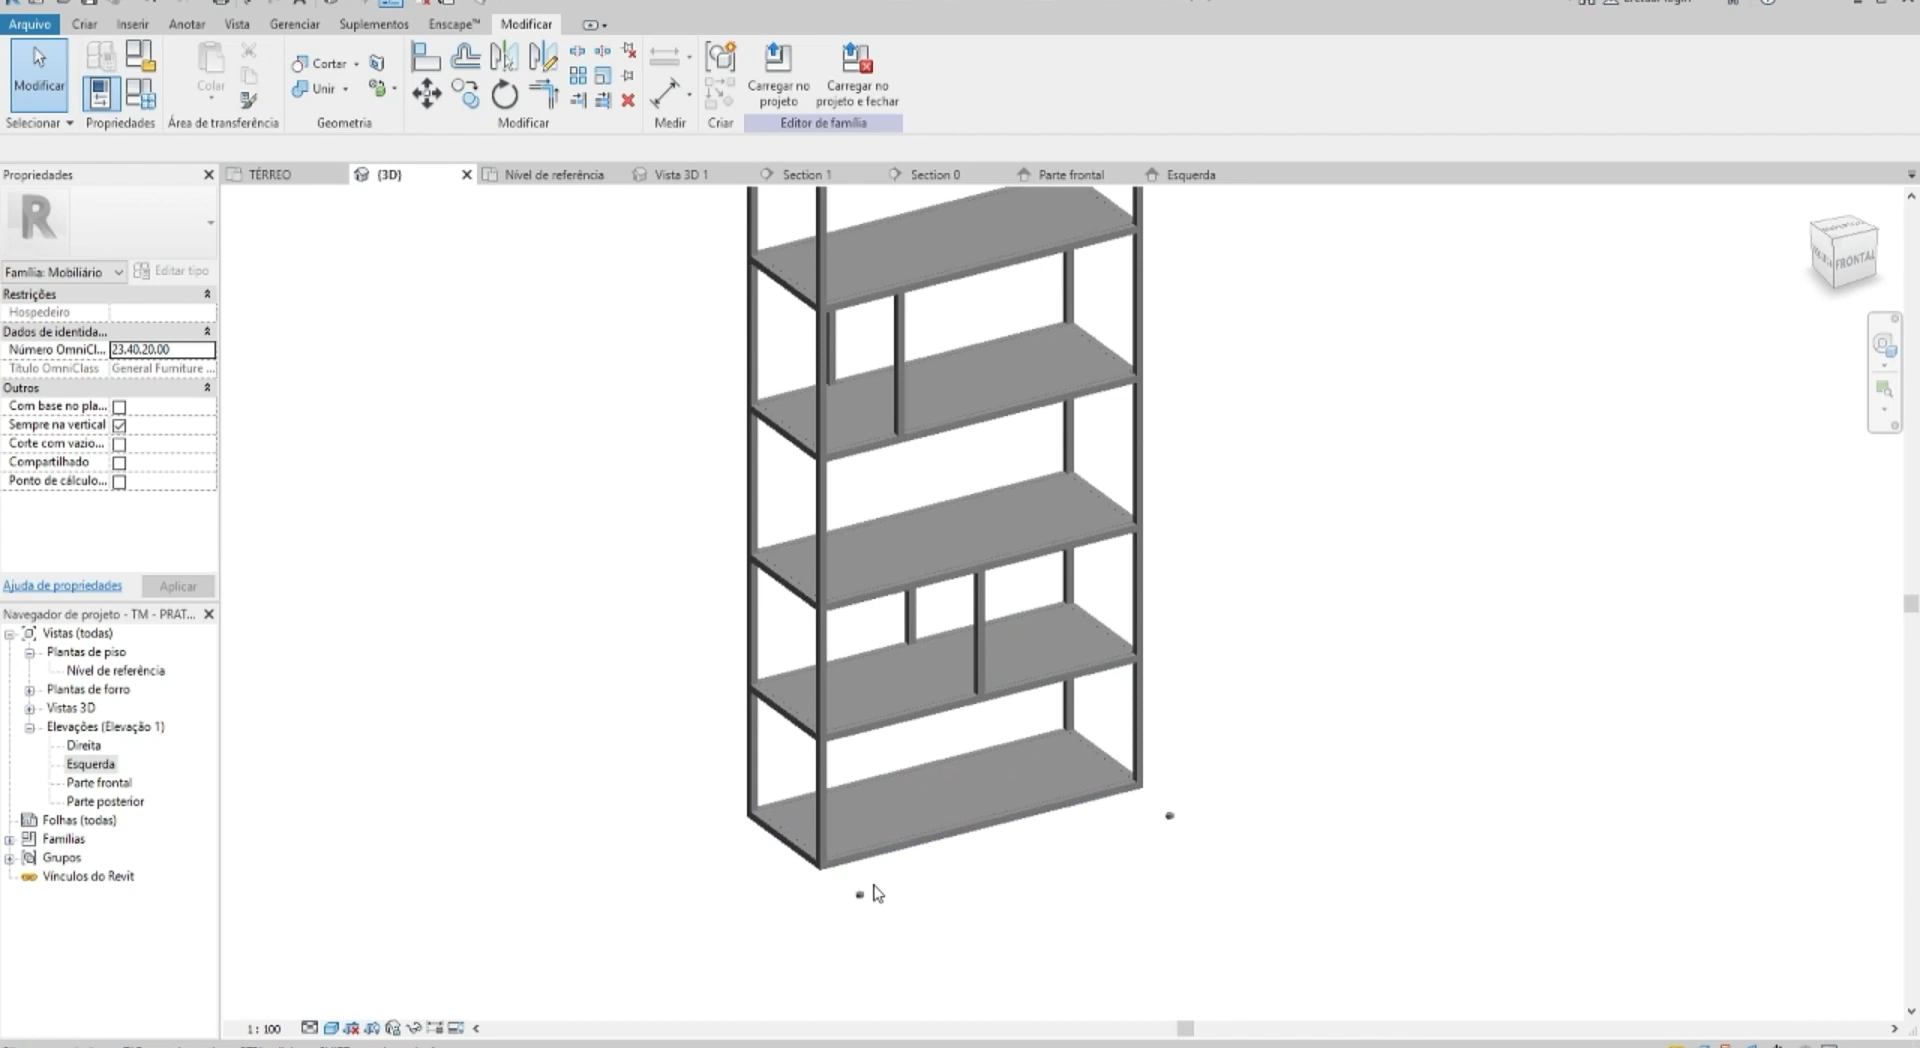 Arquivo Criar Inserir Anotar Vista Gerenciar Suplementos Enscape™ Modificar
Modificar
Colar
Cortar
Unir
Carregar no projeto
Carregar no projeto e fechar
Selecionar Propriedades Área de transferência Geometria Modificar Medir Criar Editor de família
Propriedades
TÉRREO {3D} Nível de referência Vista 3D 1 Section 1 Section 0 Parte frontal Esquerda
R
FRONTAL
Família: Mobiliário Editar tipo
Restrições
Hospedeiro
Dados de identida...
Número OmniCl... 23.40.20.00
Título OmniClass General Furniture ...
Outros
Com base no pla...
Sempre na vertical
Corte com vazio...
Compartilhado
Ponto de cálculo...
Ajuda de propriedades Aplicar
Navegador de projeto - TM - PRAT...
Vistas (todas)
Plantas de piso
Nível de referência
Plantas de forro
Vistas 3D
Elevações (Elevação 1)
Direita
Esquerda
Parte frontal
Parte posterior
Folhas (todas)
Famílias
Grupos
Vínculos do Revit
1 : 100